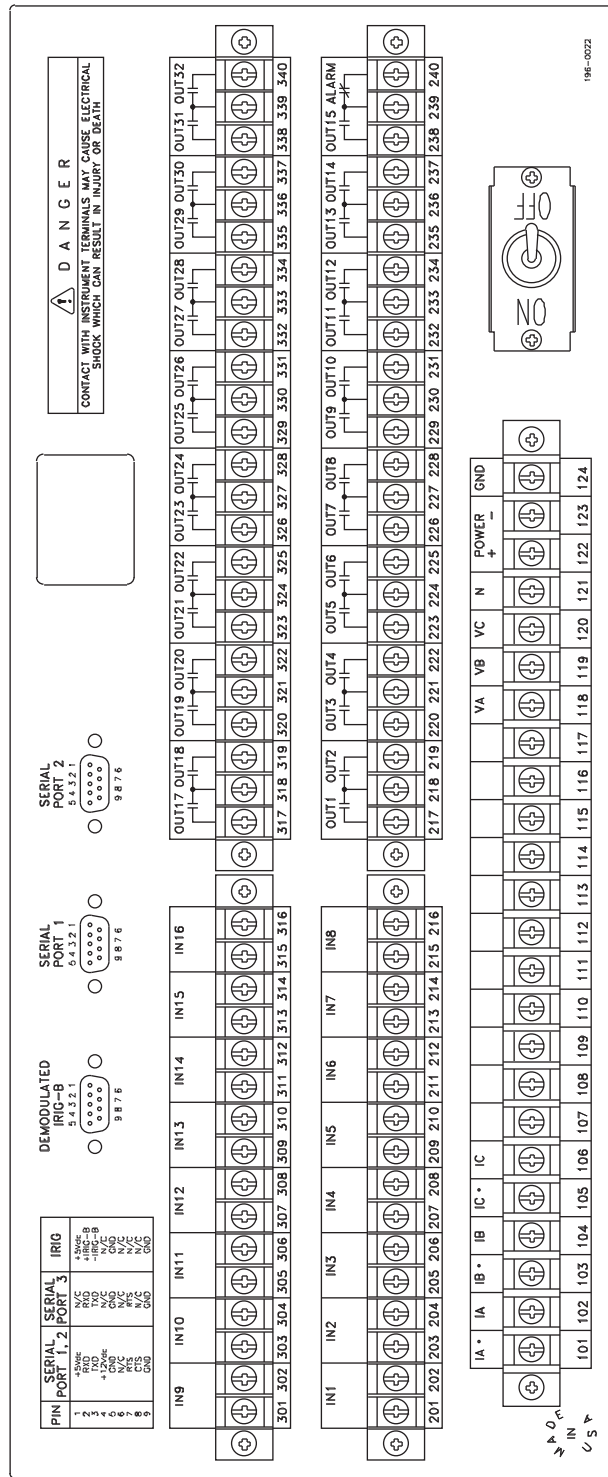 PIN SERIAL PORT 1, 2 SERIAL PORT 3 IRIG
1 +5Vdc N/C +5Vdc
2 RXD RXD +IRIG-B
3 TXD TXD -IRIG-B
4 +12Vdc N/C N/C
5 GND GND GND
6 N/C N/C N/C
7 RTS RTS N/C
8 CTS N/C N/C
9 GND GND GND
DEMODULATED
IRIG-B
5 4 3 2 1
9 8 7 6
SERIAL
PORT 1
5 4 3 2 1
9 8 7 6
SERIAL
PORT 2
5 4 3 2 1
9 8 7 6
DANGER
CONTACT WITH INSTRUMENT TERMINALS MAY CAUSE ELECTRICAL
SHOCK WHICH CAN RESULT IN INJURY OR DEATH
IN9 IN10 IN11 IN12 IN13 IN14 IN15 IN16
301 302 303 304 305 306 307 308 309 310 311 312 313 314 315 316
OUT17 OUT18 OUT19 OUT20 OUT21 OUT22 OUT23 OUT24 OUT25 OUT26 OUT27 OUT28 OUT29 OUT30 OUT31 OUT32
317 318 319 320 321 322 323 324 325 326 327 328 329 330 331 332 333 334 335 336 337 338 339 340
IN1 IN2 IN3 IN4 IN5 IN6 IN7 IN8
201 202 203 204 205 206 207 208 209 210 211 212 213 214 215 216
OUT1 OUT2 OUT3 OUT4 OUT5 OUT6 OUT7 OUT8 OUT9 OUT10 OUT11 OUT12 OUT13 OUT14 OUT15 ALARM
217 218 219 220 221 222 223 224 225 226 227 228 229 230 231 232 233 234 235 236 237 238 239 240
IA • IA IB • IB IC • IC VA VB VC N POWER + - GND
101 102 103 104 105 106 107 108 109 110 111 112 113 114 115 116 117 118 119 120 121 122 123 124
ON OFF
MADE
IN
USA
196-0022